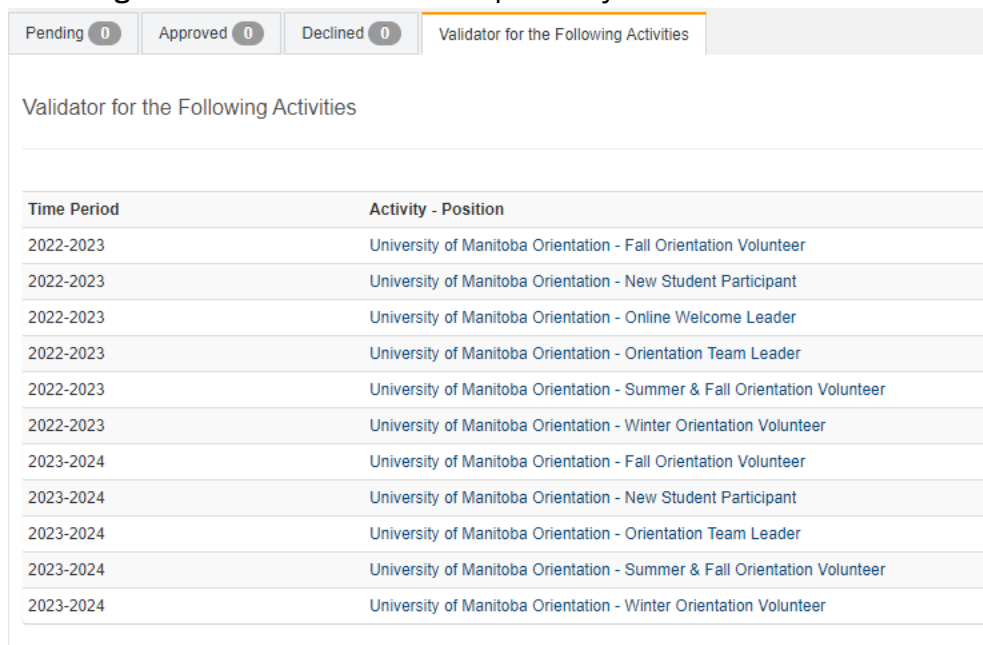 Pending 0 Approved 0 Declined 0 Validator for the Following Activities
Validator for the Following Activities
Time Period Activity - Position
2022-2023 University of Manitoba Orientation - Fall Orientation Volunteer
2022-2023 University of Manitoba Orientation - New Student Participant
2022-2023 University of Manitoba Orientation - Online Welcome Leader
2022-2023 University of Manitoba Orientation - Orientation Team Leader
2022-2023 University of Manitoba Orientation - Summer & Fall Orientation Volunteer
2022-2023 University of Manitoba Orientation - Winter Orientation Volunteer
2023-2024 University of Manitoba Orientation - Fall Orientation Volunteer
2023-2024 University of Manitoba Orientation - New Student Participant
2023-2024 University of Manitoba Orientation - Orientation Team Leader
2023-2024 University of Manitoba Orientation - Summer & Fall Orientation Volunteer
2023-2024 University of Manitoba Orientation - Winter Orientation Volunteer